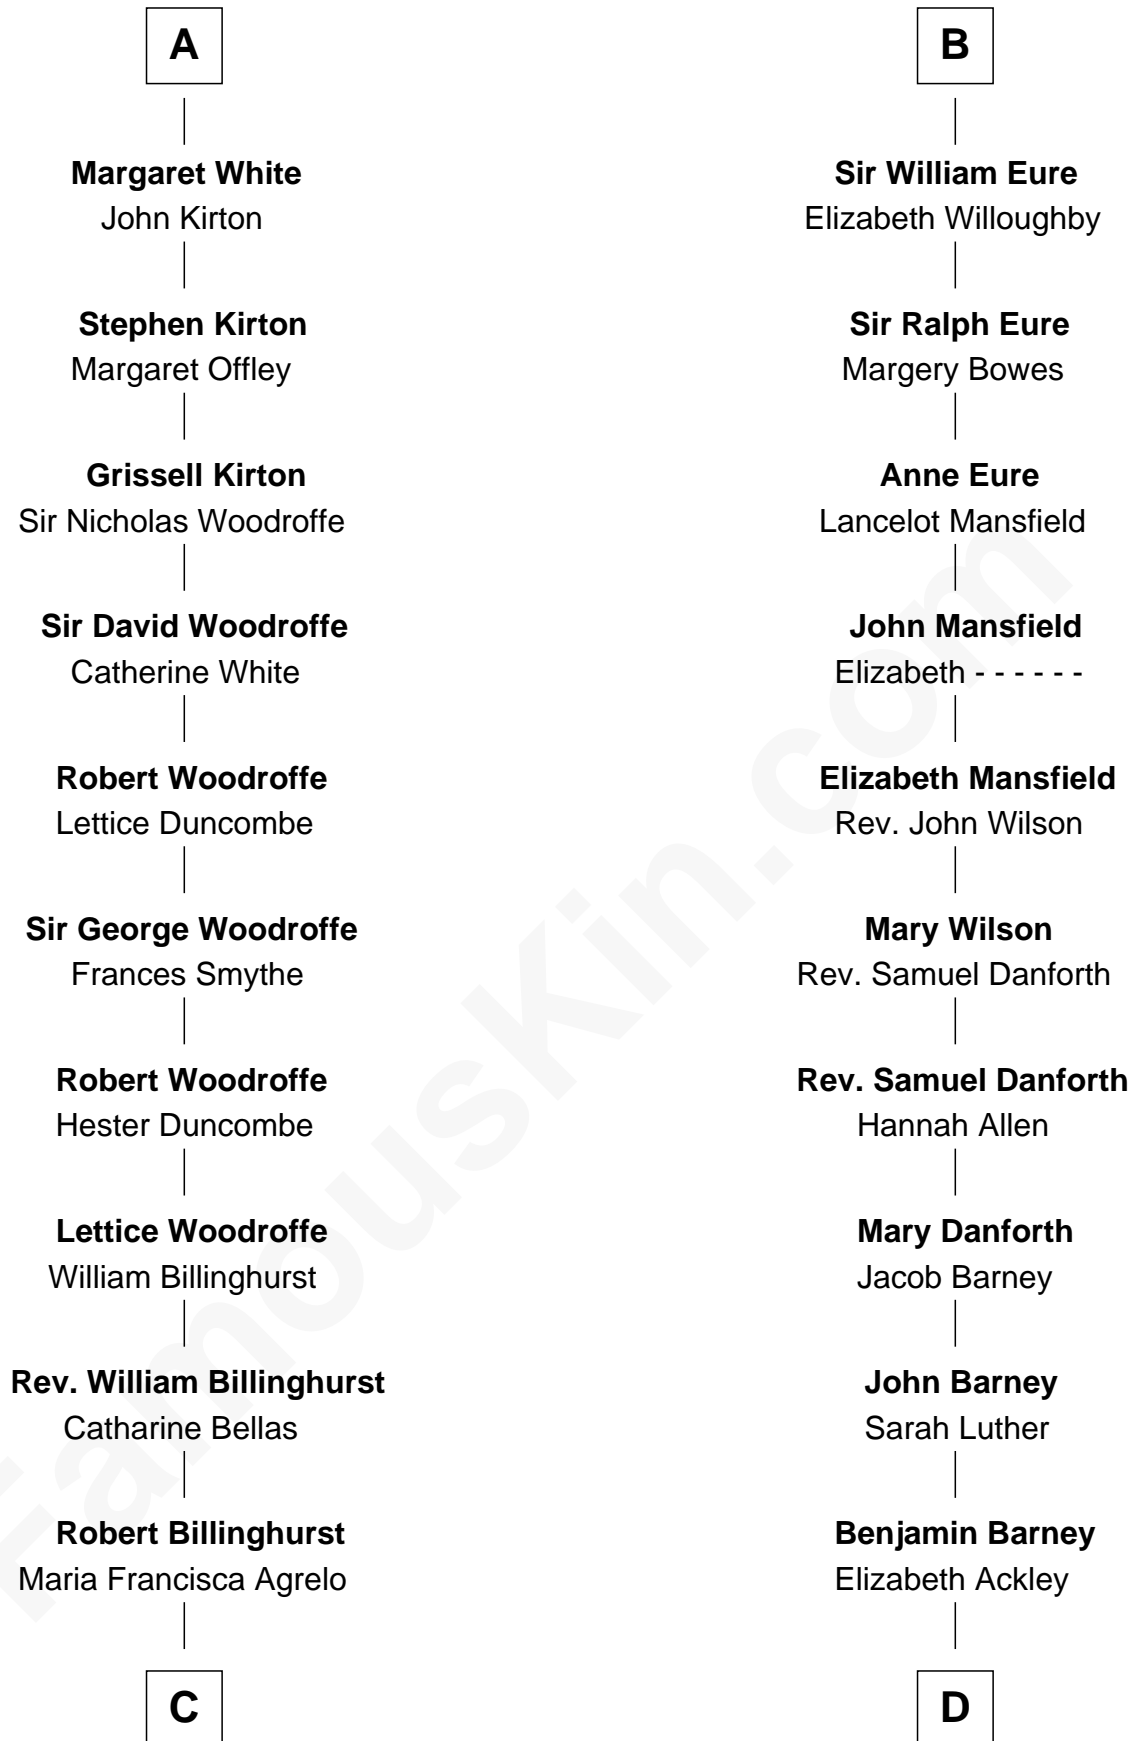 A
Margaret White
John Kirton
Stephen Kirton
Margaret Offley
Grissell Kirton
Sir Nicholas Woodroffe
Sir David Woodroffe
Catherine White
Robert Woodroffe
Lettice Duncombe
Sir George Woodroffe
Frances Smythe
Robert Woodroffe
Hester Duncombe
Lettice Woodroffe
William Billinghurst
Rev. William Billinghurst
Catharine Bellas
Robert Billinghurst
Maria Francisca Agrelo
C
B
Sir William Eure
Elizabeth Willoughby
Sir Ralph Eure
Margery Bowes
Anne Eure
Lancelot Mansfield
John Mansfield
Elizabeth - - - - - -
Elizabeth Mansfield
Rev. John Wilson
Mary Wilson
Rev. Samuel Danforth
Rev. Samuel Danforth
Hannah Allen
Mary Danforth
Jacob Barney
John Barney
Sarah Luther
Benjamin Barney
Elizabeth Ackley
D
FamousKin.com